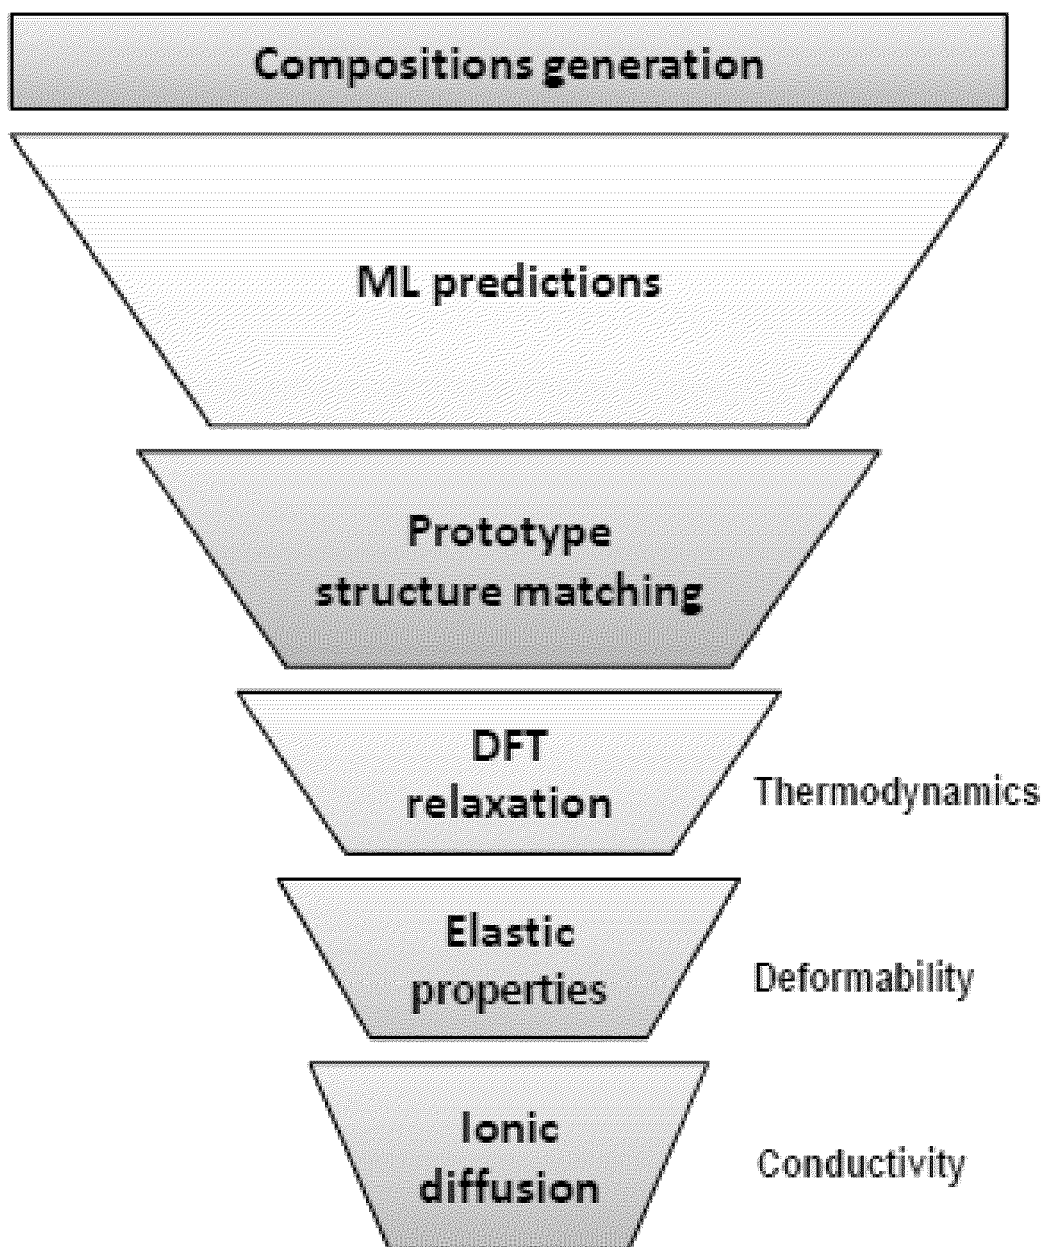 Compositions generation
ML predictions
Prototype
structure matching
DFT
relaxation
Thermodynamics
Elastic
properties
Deformability
Ionic
diffusion
Conductivity